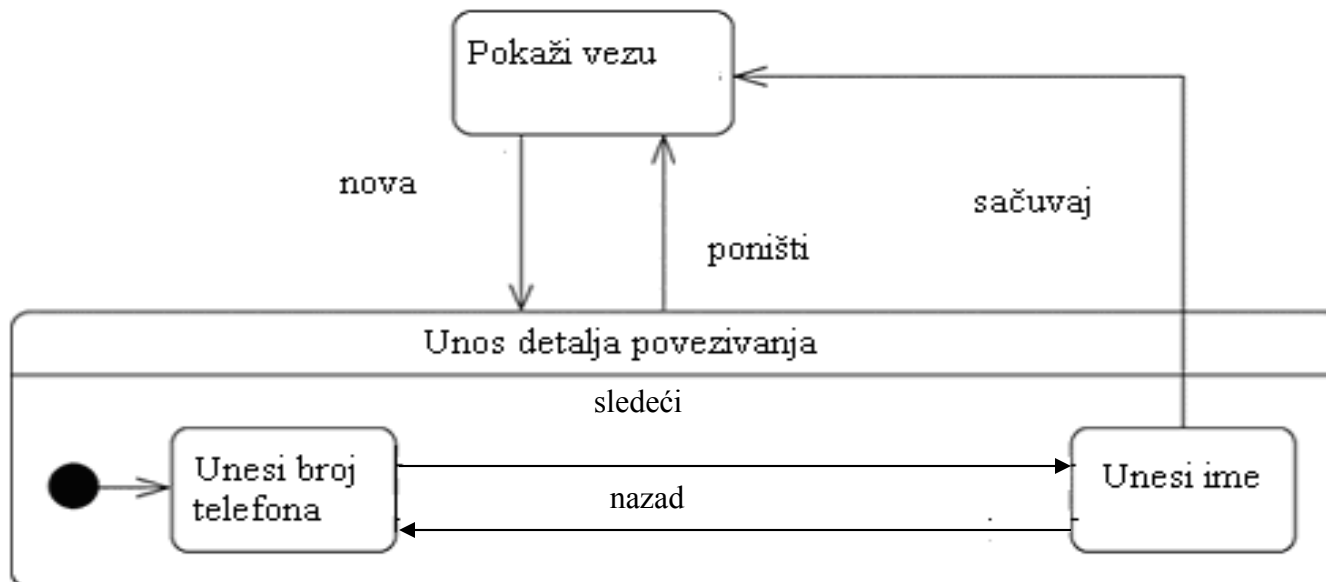 Pokaži vezu
nova
sačuvaj
poništi
Unos detalja povezivanja
sledeći
Unesi broj
telefona
Unesi ime
nazad